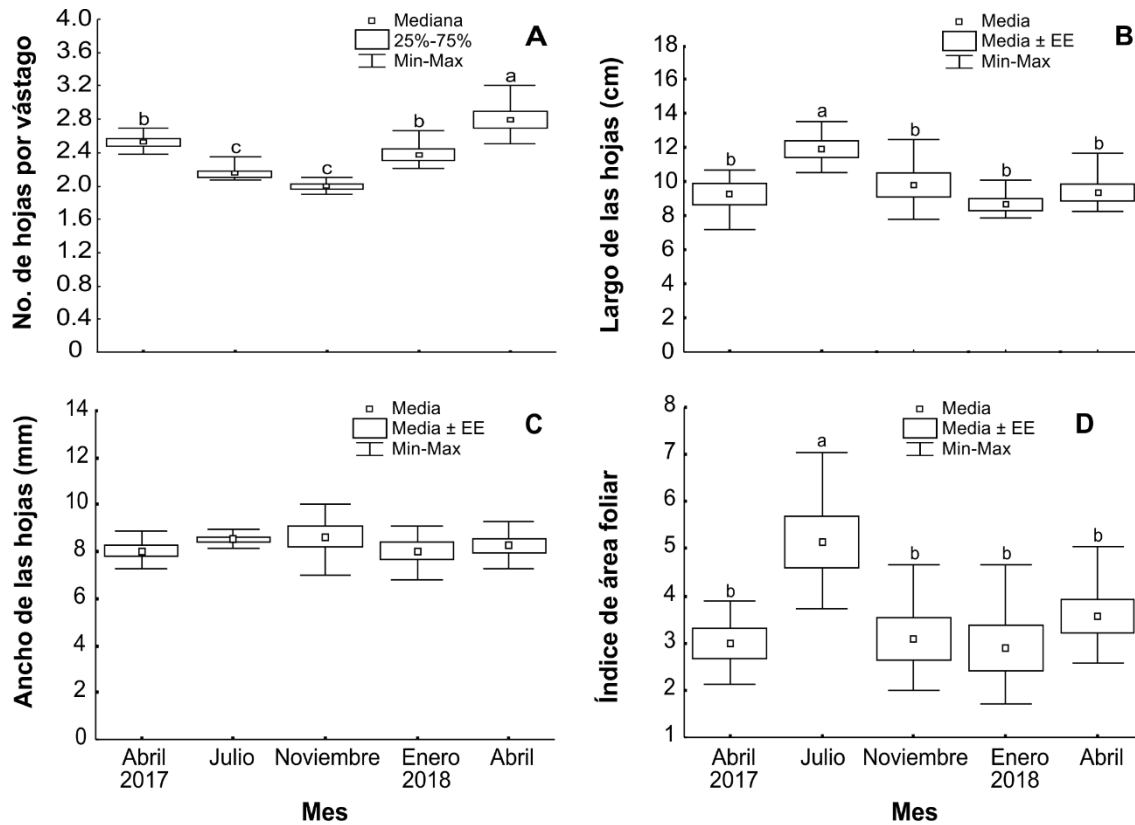 No. de hojas por vástago
4.0
3.6
3.2
2.8
2.4
2.0
1.6
1.2
0.8
0.4
0
Mediana
25%-75%
Min-Max
A
b
c
c
b
a
Largo de las hojas (cm)
18
16
14
12
10
8
6
4
2
0
Media
Media ± EE
Min-Max
B
b
a
b
b
b
Ancho de las hojas (mm)
14
12
10
8
6
4
2
0
Media
Media ± EE
Min-Max
C
Abril
2017
Julio
Noviembre
Enero
2018
Abril
Mes
Índice de área foliar
8
7
6
5
4
3
2
1
Media
Media ± EE
Min-Max
D
b
a
b
b
b
Abril
2017
Julio
Noviembre
Enero
2018
Abril
Mes